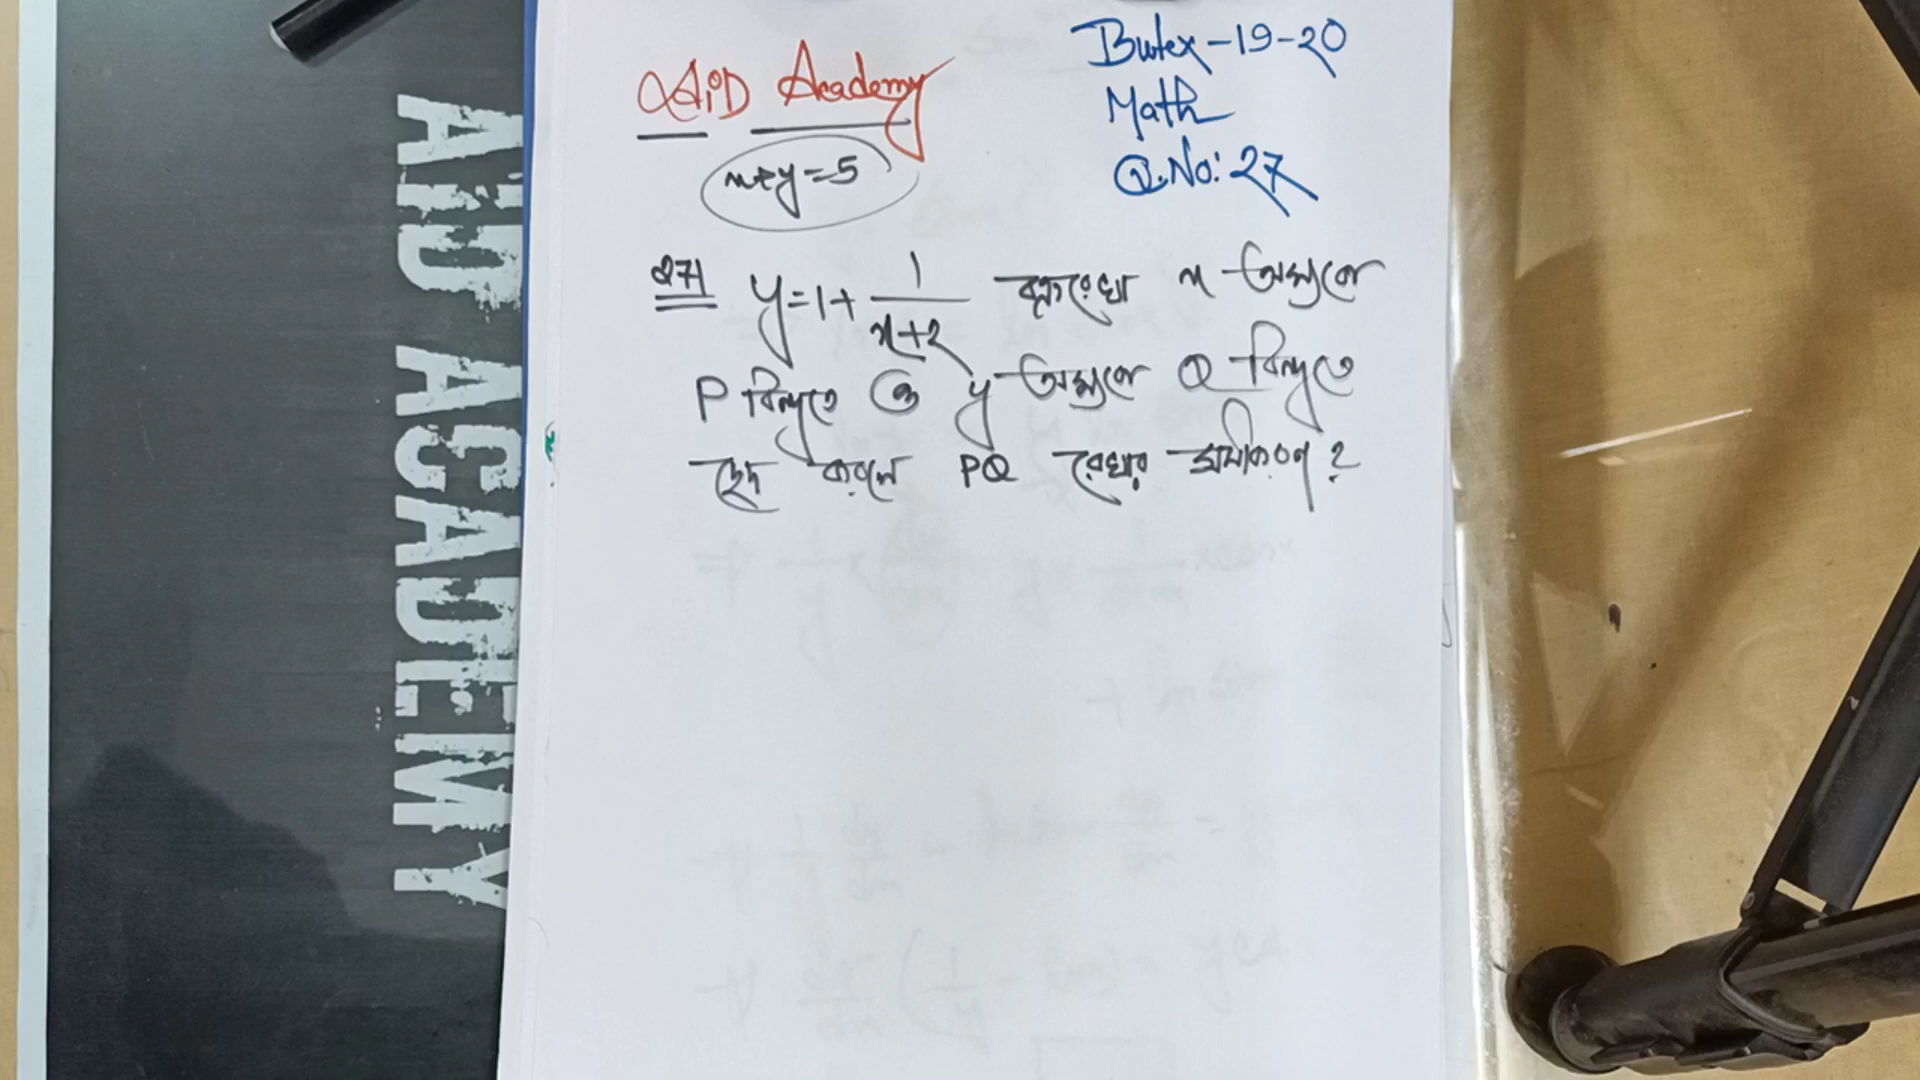 AID Academy
Butex-19-20
Math
Q.No: 27
x+y=5
27| y=1+ 1/(x+2) বক্ররেখা x অক্ষকে
P বিন্দুতে ও y অক্ষকে Q বিন্দুতে
ছেদ করলে PQ রেখার সমীকরণ ?
AID ACADEMY